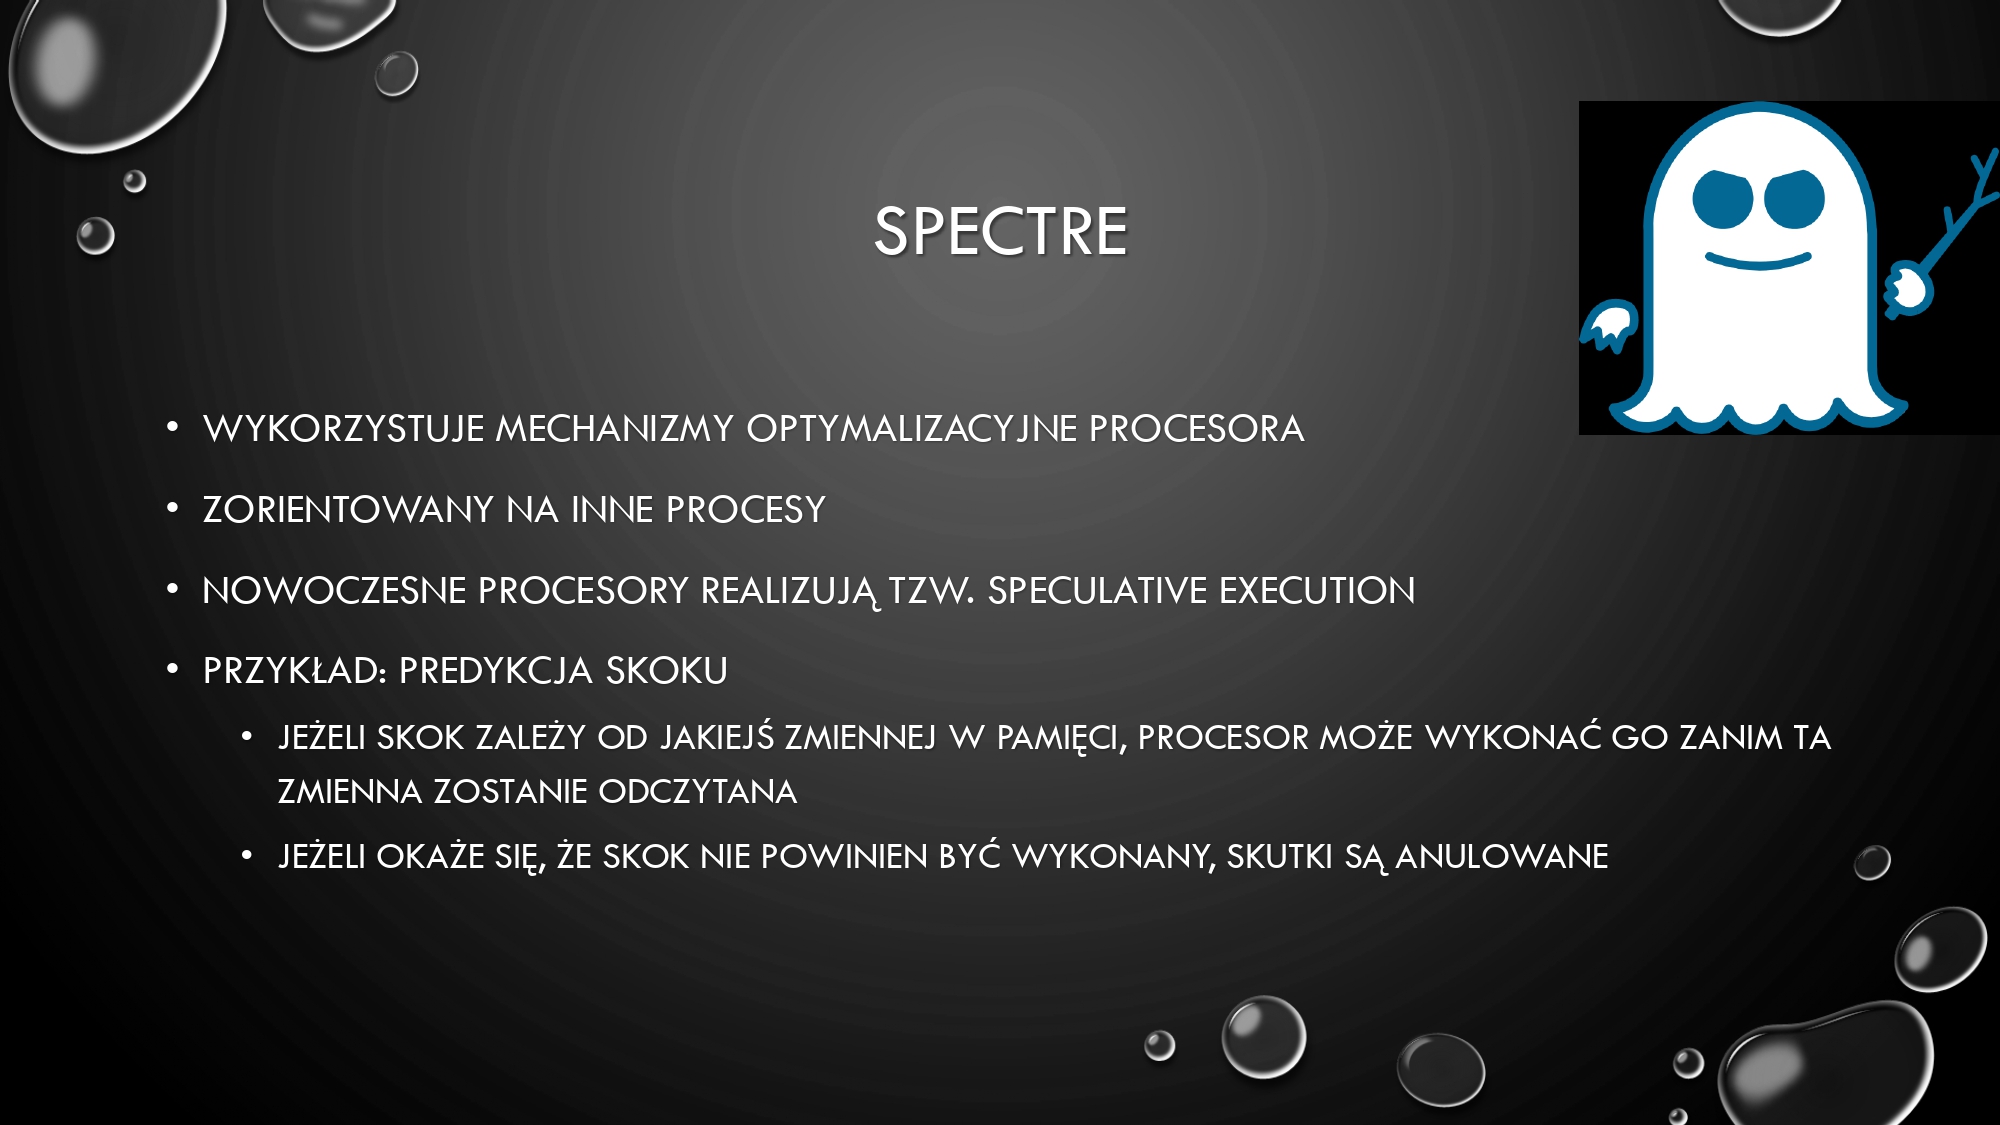 SPECTRE
• WYKORZYSTUJE MECHANIZMY OPTYMALIZACYJNE PROCESORA
• ZORIENTOWANY NA INNE PROCESY
• NOWOCZESNE PROCESORY REALIZUJĄ TZW. SPECULATIVE EXECUTION
• PRZYKŁAD: PREDYKCJA SKOKU
• JEŻELI SKOK ZALEŻY OD JAKIEJŚ ZMIENNEJ W PAMIĘCI, PROCESOR MOŻE WYKONAĆ GO ZANIM TA
ZMIENNA ZOSTANIE ODCZYTANA
• JEŻELI OKAŻE SIĘ, ŻE SKOK NIE POWINIEN BYĆ WYKONANY, SKUTKI SĄ ANULOWANE